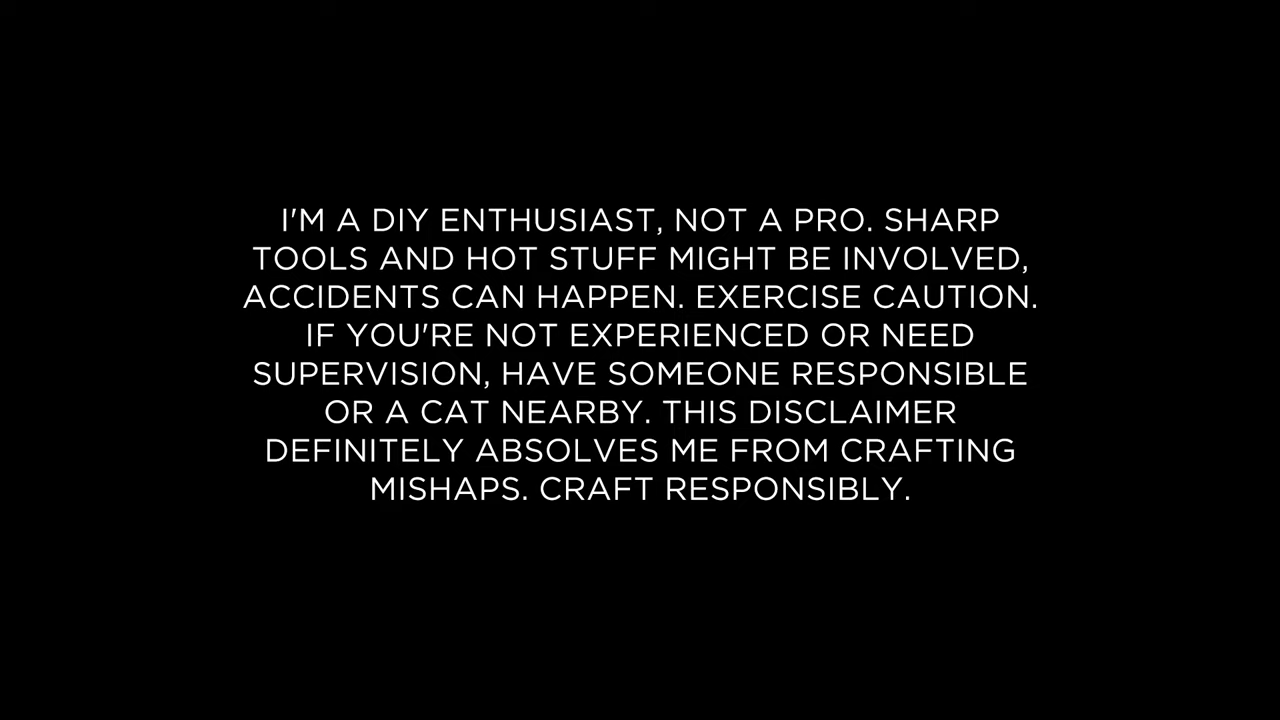 I'M A DIY ENTHUSIAST, NOT A PRO. SHARP
TOOLS AND HOT STUFF MIGHT BE INVOLVED,
ACCIDENTS CAN HAPPEN. EXERCISE CAUTION.
IF YOU'RE NOT EXPERIENCED OR NEED
SUPERVISION, HAVE SOMEONE RESPONSIBLE
OR A CAT NEARBY. THIS DISCLAIMER
DEFINITELY ABSOLVES ME FROM CRAFTING
MISHAPS. CRAFT RESPONSIBLY.